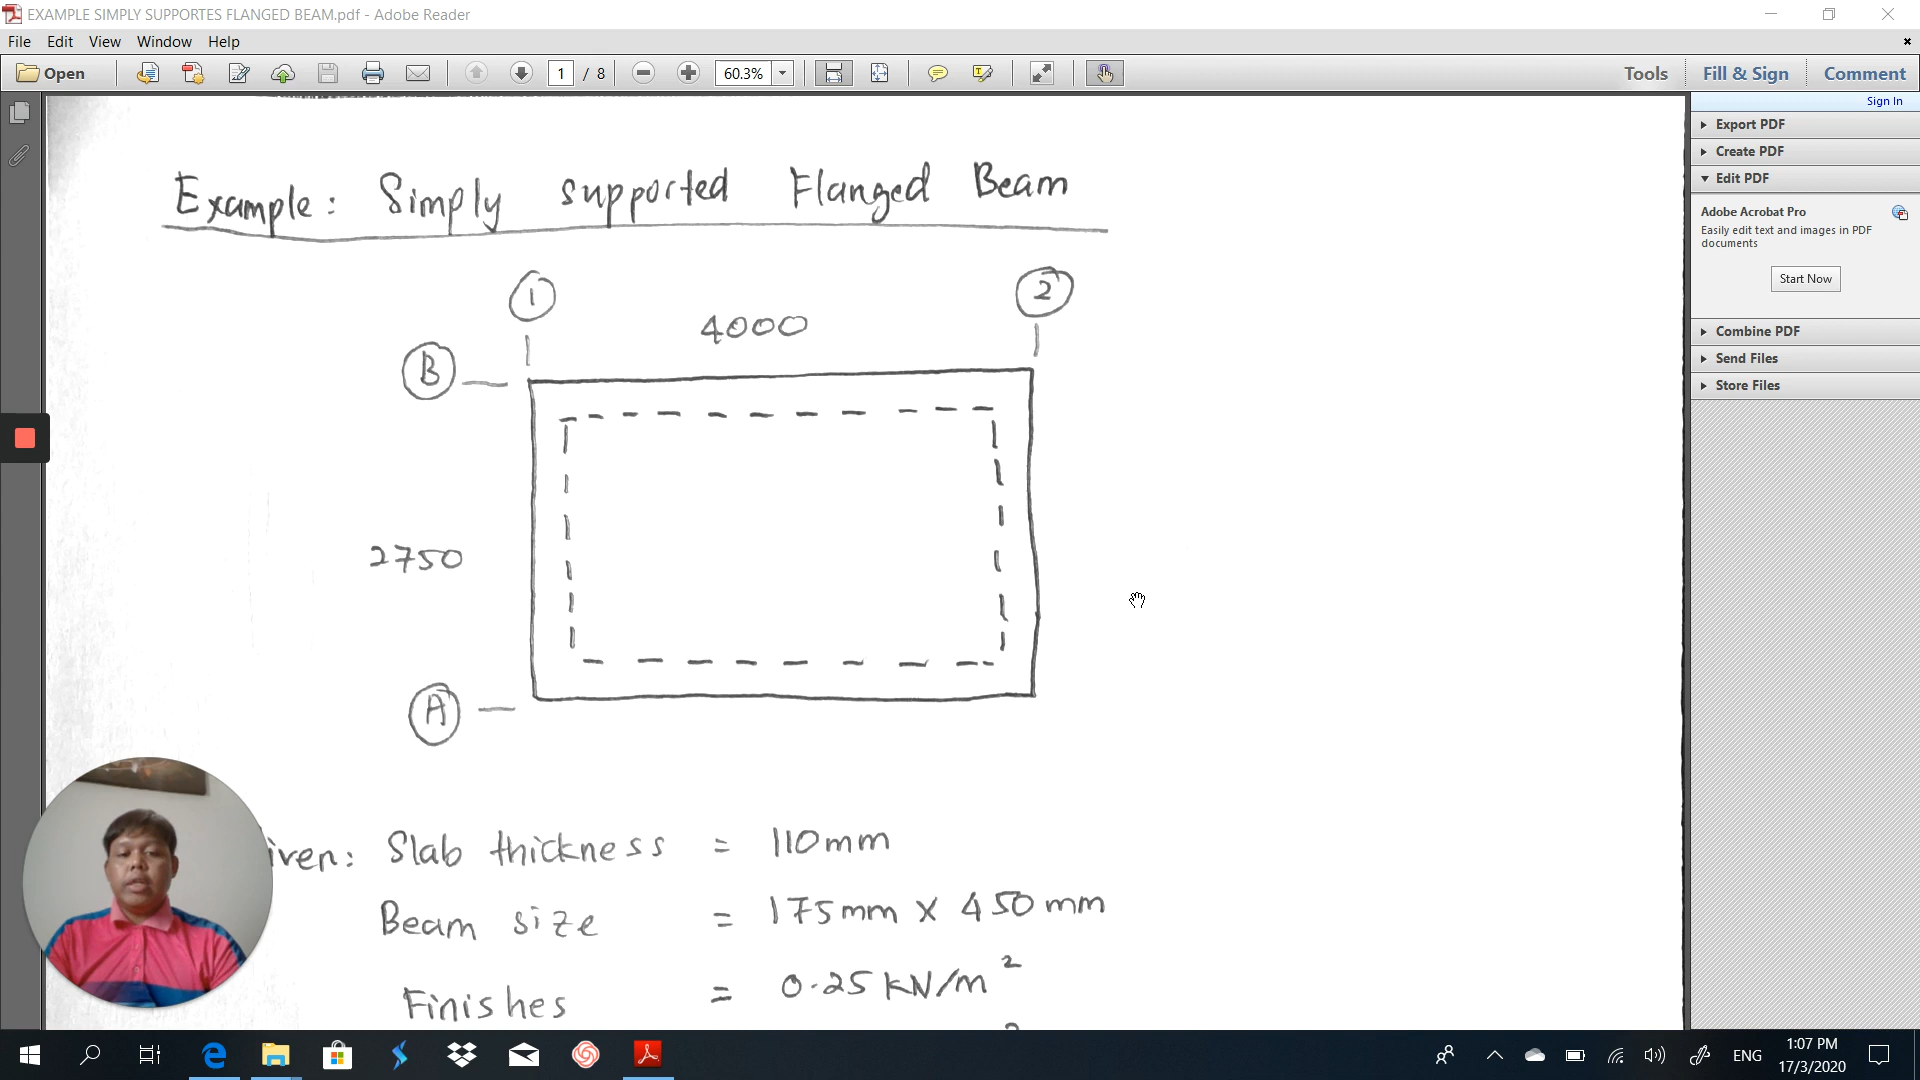 EXAMPLE SIMPLY SUPPORTES FLANGED BEAM.pdf - Adobe Reader
File Edit View Window Help
Open 1 / 8 60.3% Tools Fill & Sign Comment
Sign In
Export PDF
Create PDF
Edit PDF
Adobe Acrobat Pro
Easily edit text and images in PDF
documents
Start Now
Combine PDF
Send Files
Store Files
Example: Simply supported Flanged Beam
1 2
4000
B
2750
A
iven: Slab thickness = 110mm
Beam size = 175mm x 450mm
Finishes = 0.25 kN/m²
ENG
1:07 PM
17/3/2020